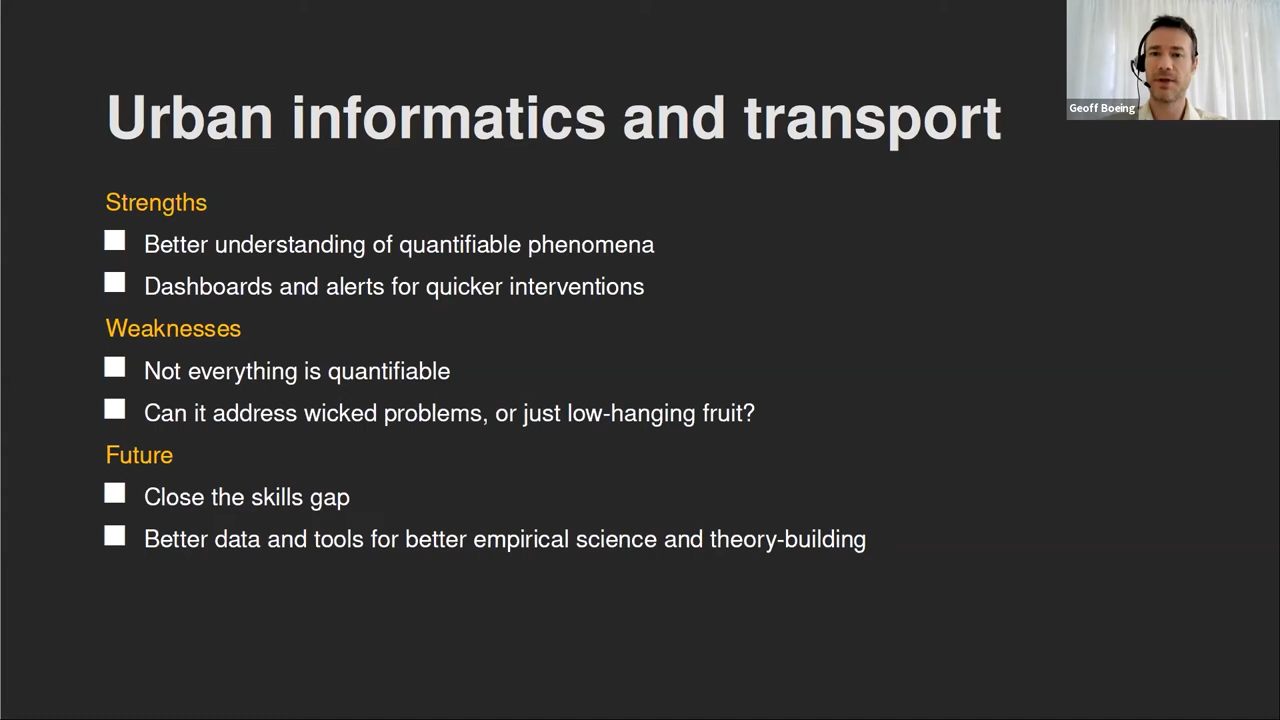 Urban informatics and transport
Geoff Boeing
Strengths
Better understanding of quantifiable phenomena
Dashboards and alerts for quicker interventions
Weaknesses
Not everything is quantifiable
Can it address wicked problems, or just low-hanging fruit?
Future
Close the skills gap
Better data and tools for better empirical science and theory-building